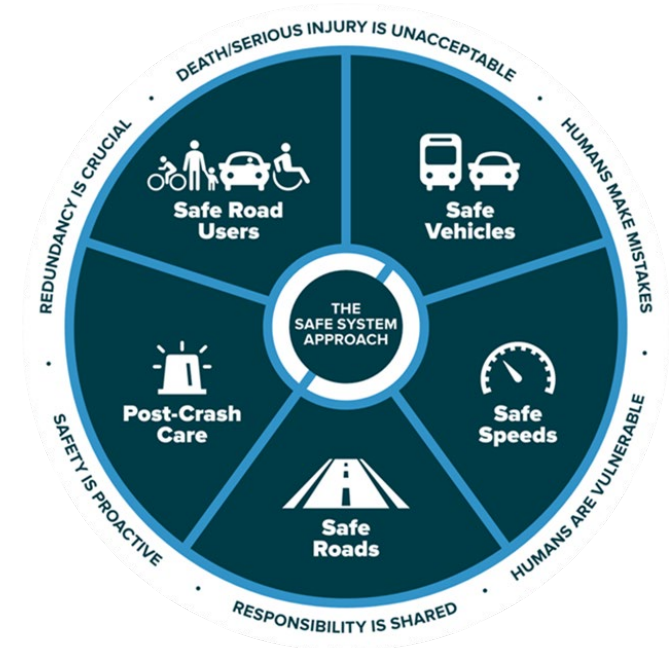 DEATH/SERIOUS INJURY IS UNACCEPTABLE
HUMANS MAKE MISTAKES
HUMANS ARE VULNERABLE
RESPONSIBILITY IS SHARED
SAFETY IS PROACTIVE
REDUNDANCY IS CRUCIAL
Safe Road
Users
Safe
Vehicles
THE
SAFE SYSTEM
APPROACH
Safe
Speeds
Post-Crash
Care
Safe
Roads